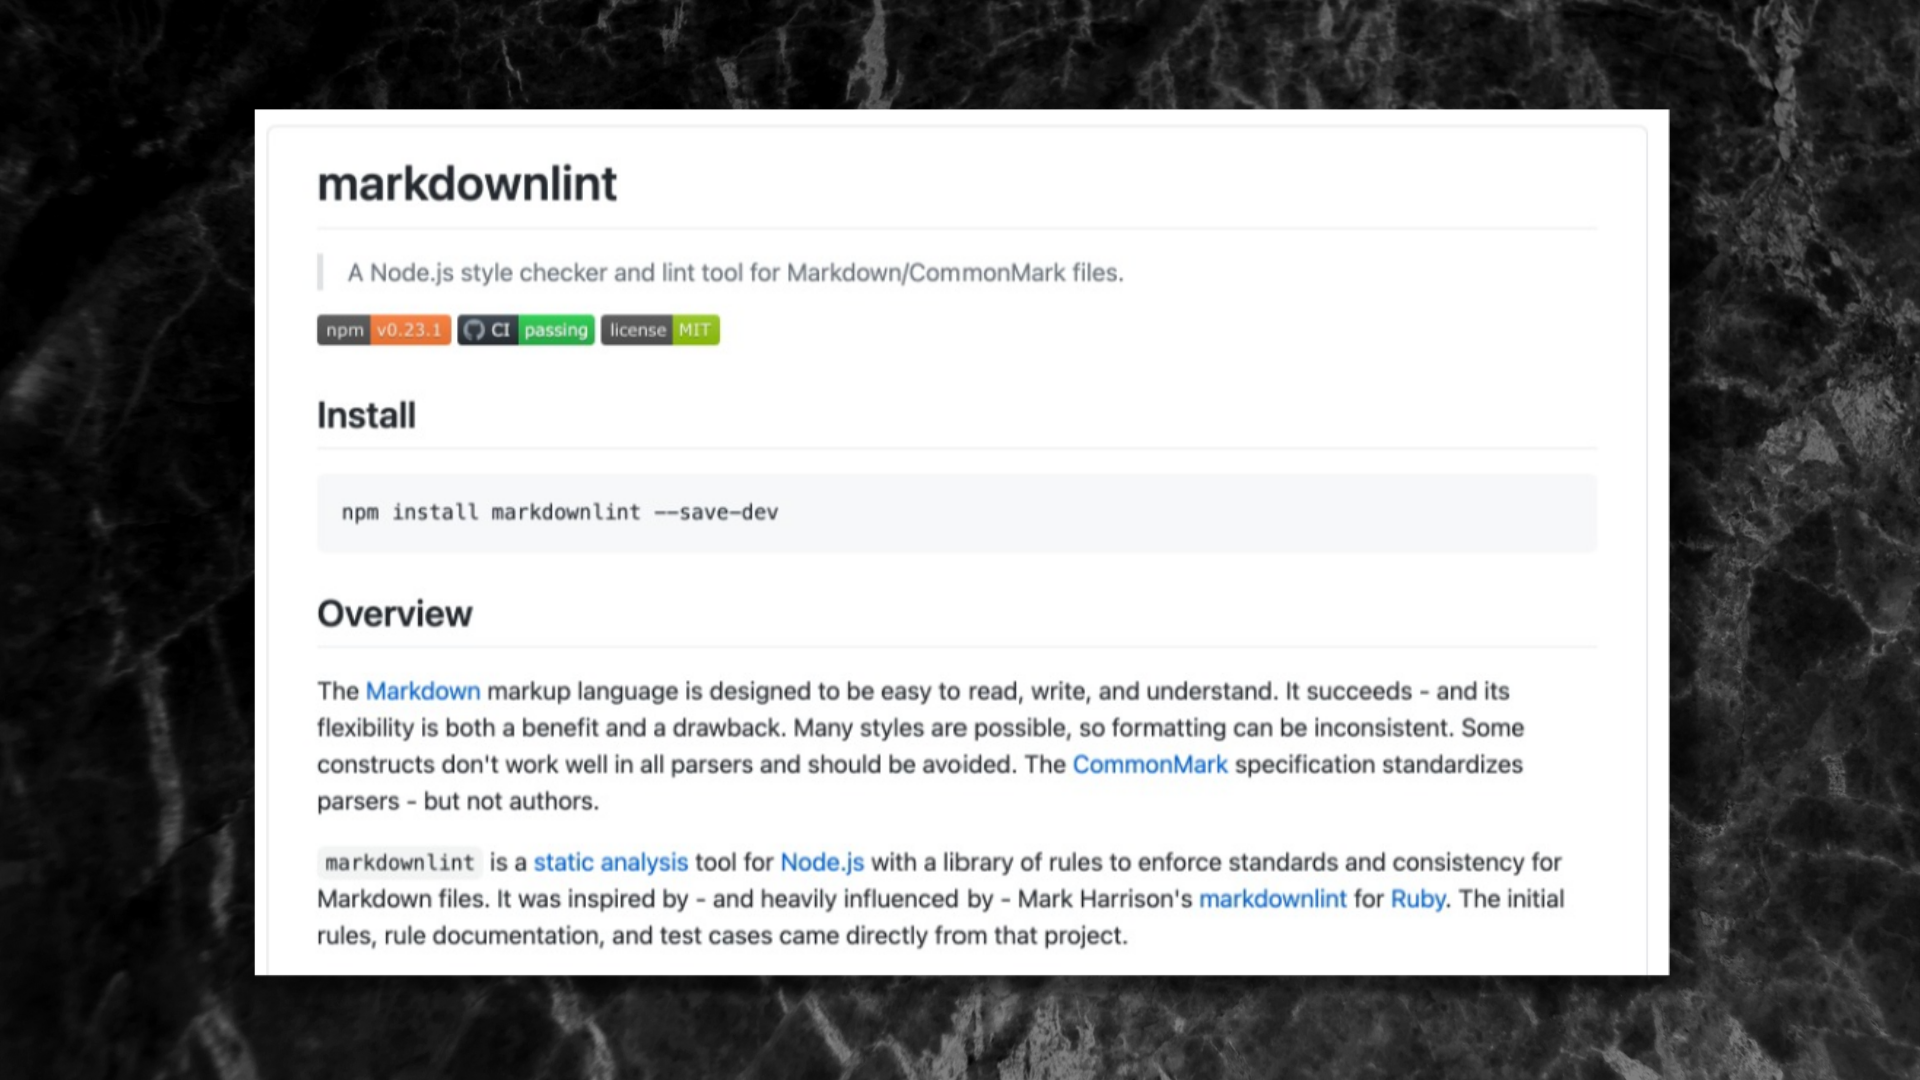 markdownlint
A Node.js style checker and lint tool for Markdown/CommonMark files.
npm v0.23.1 CI passing license MIT
Install
npm install markdownlint --save-dev
Overview
The Markdown markup language is designed to be easy to read, write, and understand. It succeeds - and its
flexibility is both a benefit and a drawback. Many styles are possible, so formatting can be inconsistent. Some
constructs don't work well in all parsers and should be avoided. The CommonMark specification standardizes
parsers - but not authors.
markdownlint is a static analysis tool for Node.js with a library of rules to enforce standards and consistency for
Markdown files. It was inspired by - and heavily influenced by - Mark Harrison's markdownlint for Ruby. The initial
rules, rule documentation, and test cases came directly from that project.